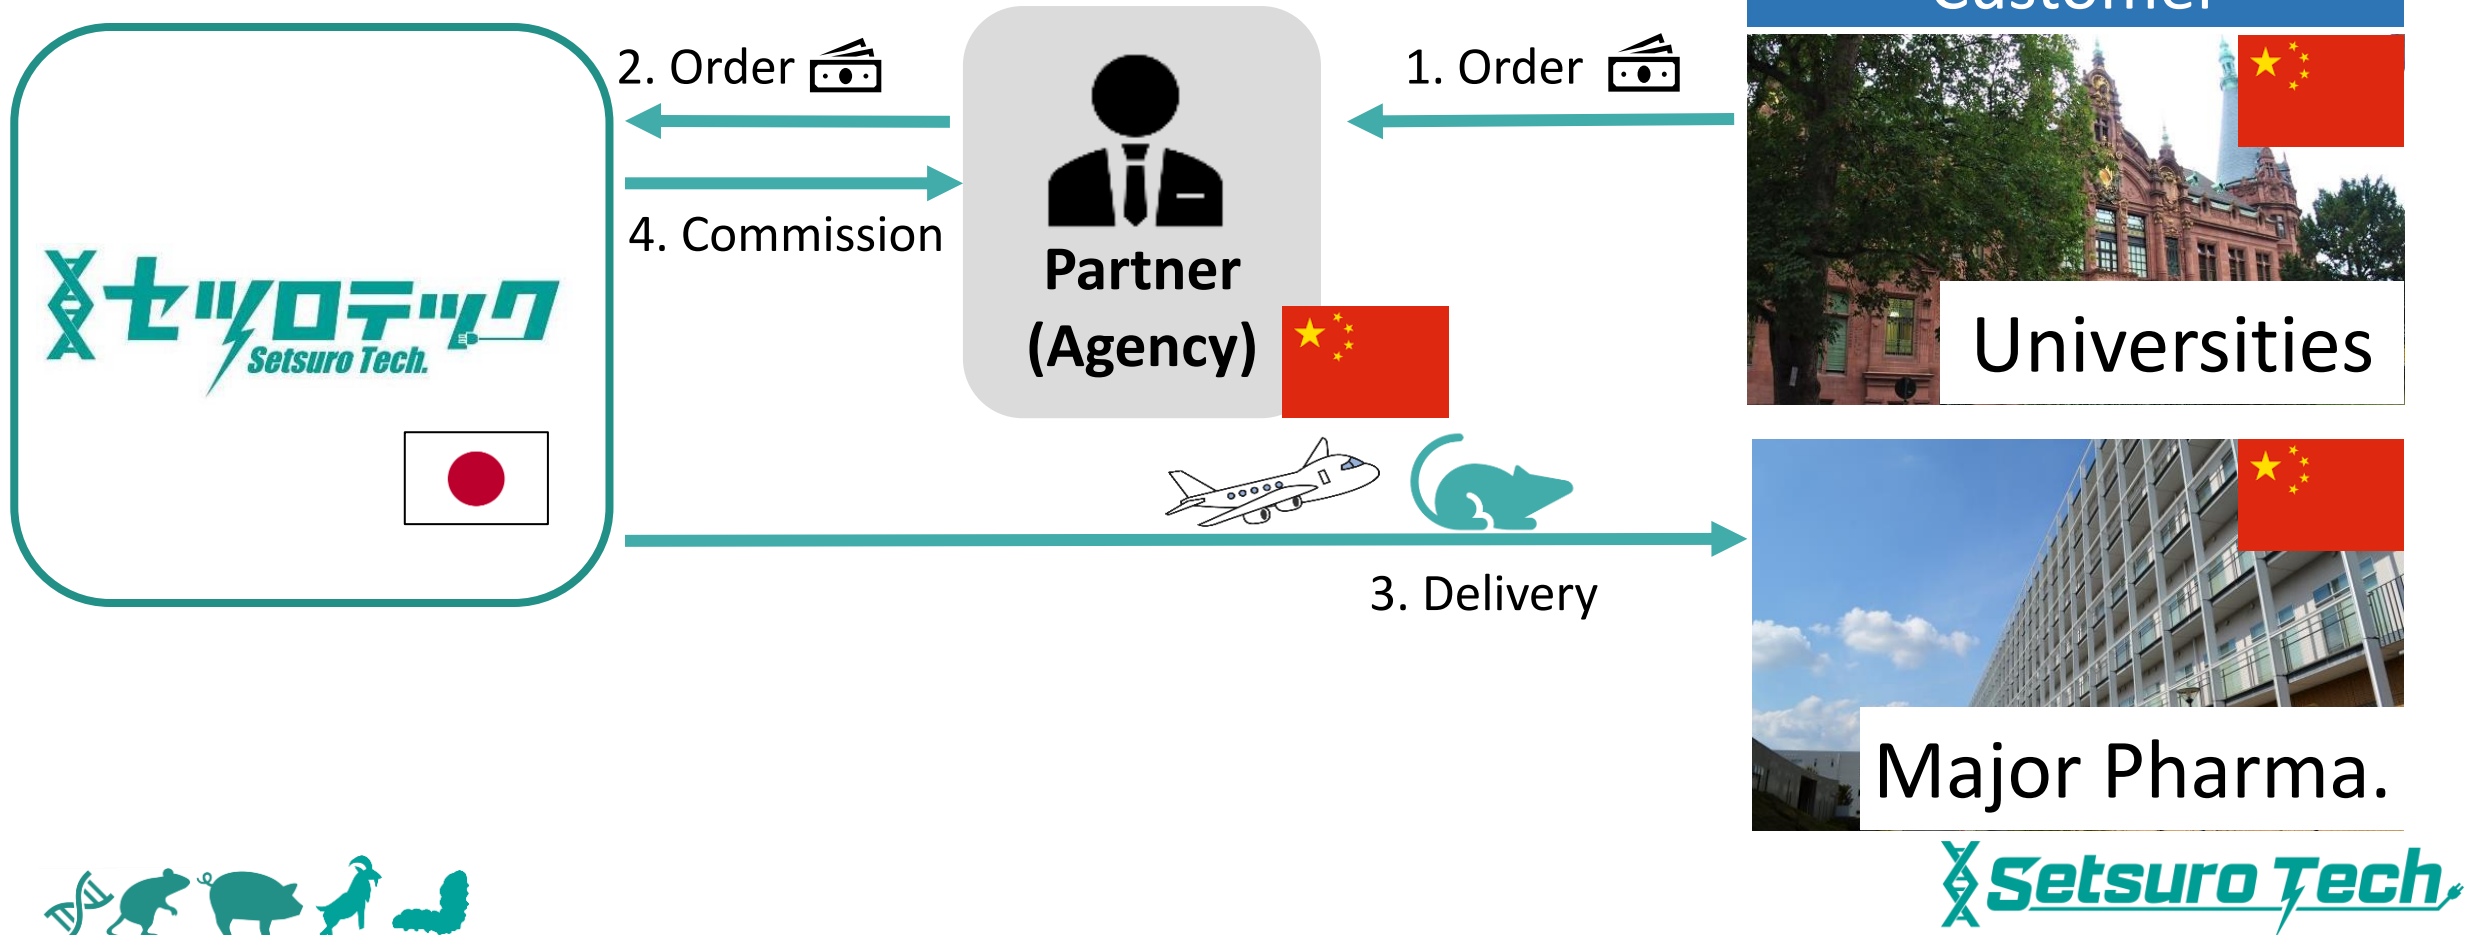 Customer
2. Order
1. Order
4. Commission
Partner
(Agency)
セツロテック
Setsuro Tech.
Universities
3. Delivery
Major Pharma.
Setsuro Tech.